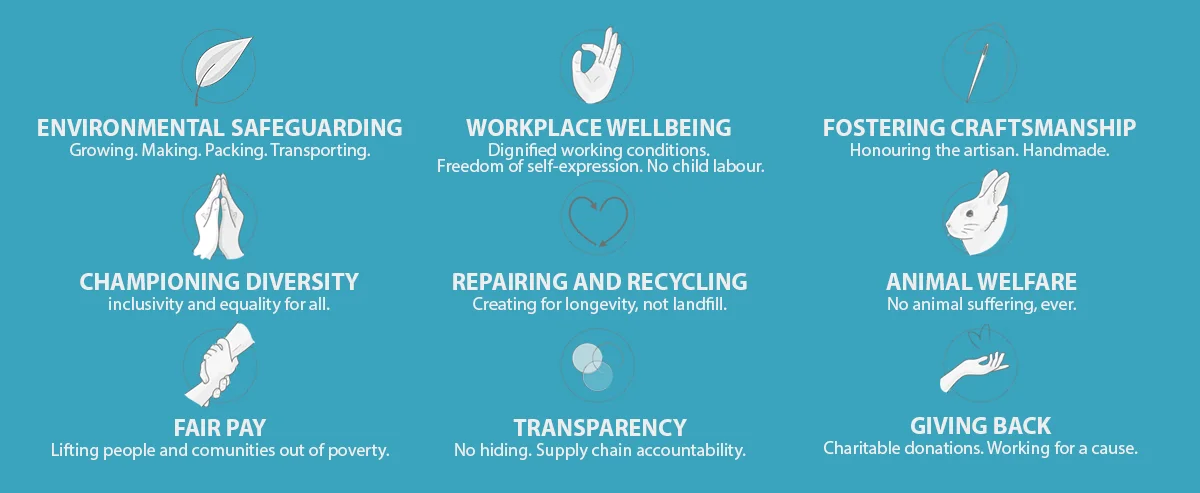 ENVIRONMENTAL SAFEGUARDING
Growing. Making. Packing. Transporting.
WORKPLACE WELLBEING
Dignified working conditions.
Freedom of self-expression. No child labour.
FOSTERING CRAFTSMANSHIP
Honouring the artisan. Handmade.
CHAMPIONING DIVERSITY
inclusivity and equality for all.
REPAIRING AND RECYCLING
Creating for longevity, not landfill.
ANIMAL WELFARE
No animal suffering, ever.
FAIR PAY
Lifting people and comunities out of poverty.
TRANSPARENCY
No hiding. Supply chain accountability.
GIVING BACK
Charitable donations. Working for a cause.